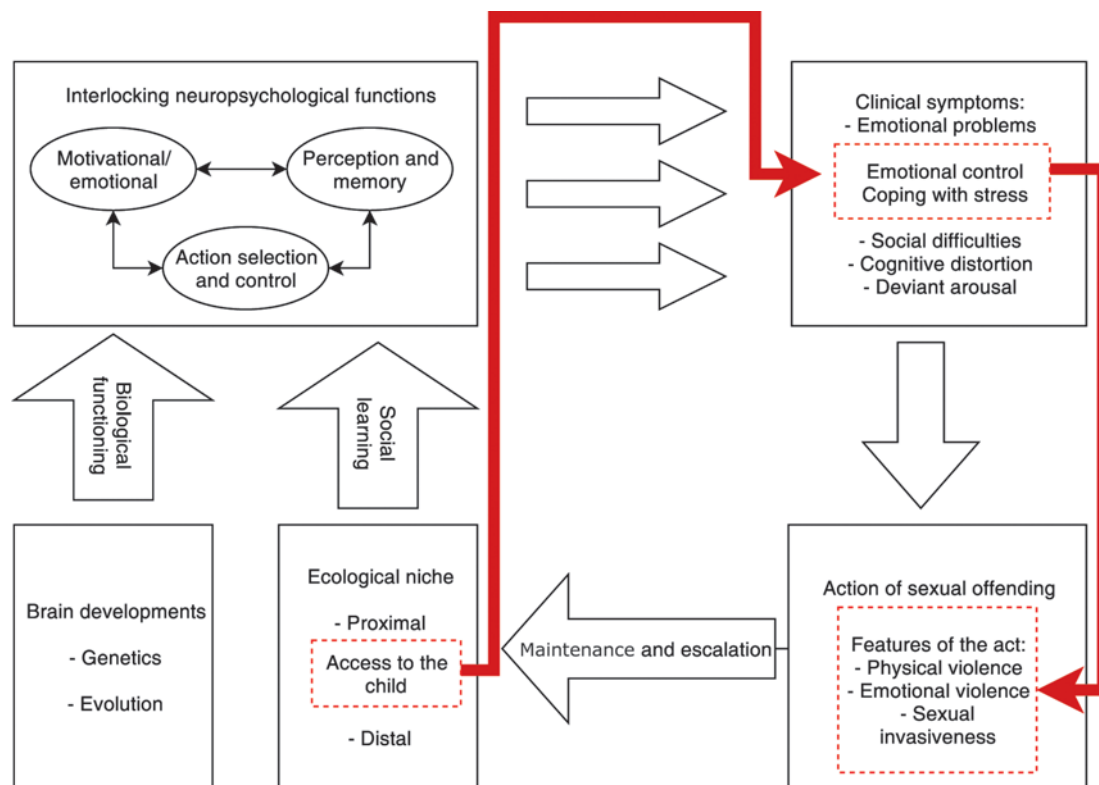 Interlocking neuropsychological functions
Motivational/
emotional
Perception and
memory
Action selection
and control
Clinical symptoms:
- Emotional problems
Emotional control
Coping with stress
- Social difficulties
- Cognitive distortion
- Deviant arousal
Biological
functioning
Social
learning
Brain developments
- Genetics
- Evolution
Ecological niche
- Proximal
Access to the
child
- Distal
Maintenance and escalation
Action of sexual offending
Features of the act:
- Physical violence
- Emotional violence
- Sexual
invasiveness